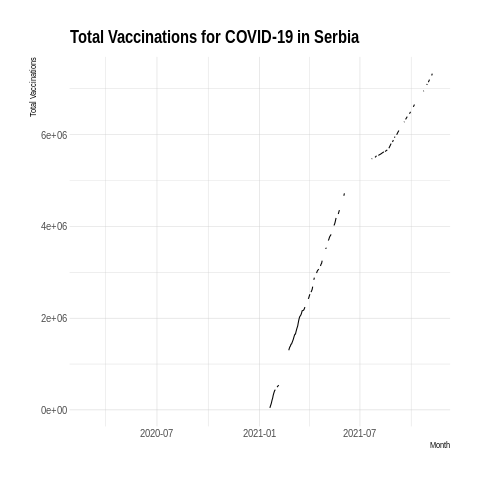 Total Vaccinations for COVID-19 in Serbia
Total Vaccinations
6e+06
4e+06
2e+06
0e+00
2020-07
2021-01
2021-07
Month